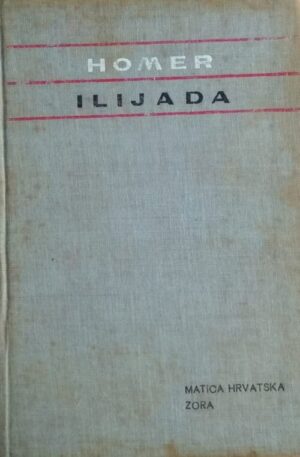 HOMER
ILIJADA
MATICA HRVATSKA
ZORA